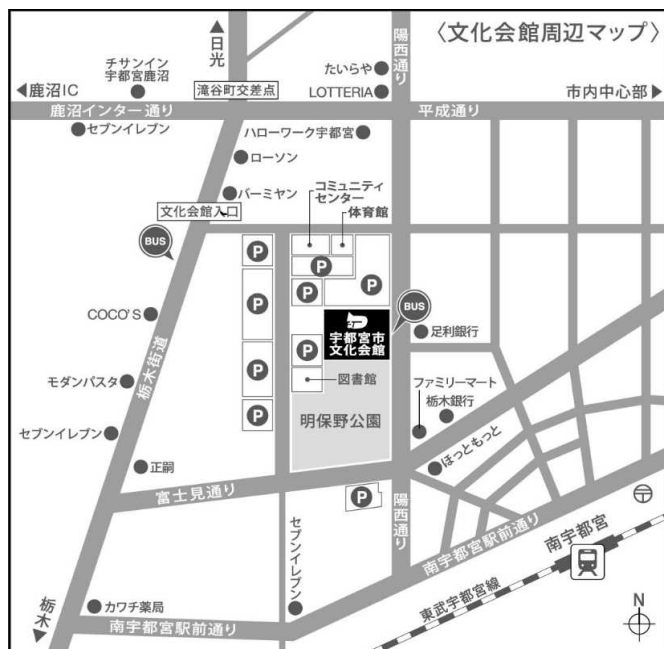 〈文化会館周辺マップ〉
▲日光
陽西通り
チサンイン
宇都宮鹿沼
たいらや
◀鹿沼IC
滝谷町交差点
LOTTERIA
市内中心部▶
鹿沼インター通り
平成通り
セブンイレブン
ハローワーク宇都宮
ローソン
コミュニティ
センター
体育館
バーミヤン
文化会館入口
BUS
P
P
P
P
BUS
COCO'S
宇都宮市
文化会館
足利銀行
P
栃木街道
モダンパスタ
P
図書館
ファミリーマート
栃木銀行
P
セブンイレブン
明保野公園
ほっともっと
正嗣
富士見通り
P
陽西通り
セブンイレブン
南宇都宮駅前通り
南宇都宮
東武宇都宮線
カワチ薬局
南宇都宮駅前通り
栃木▼
N